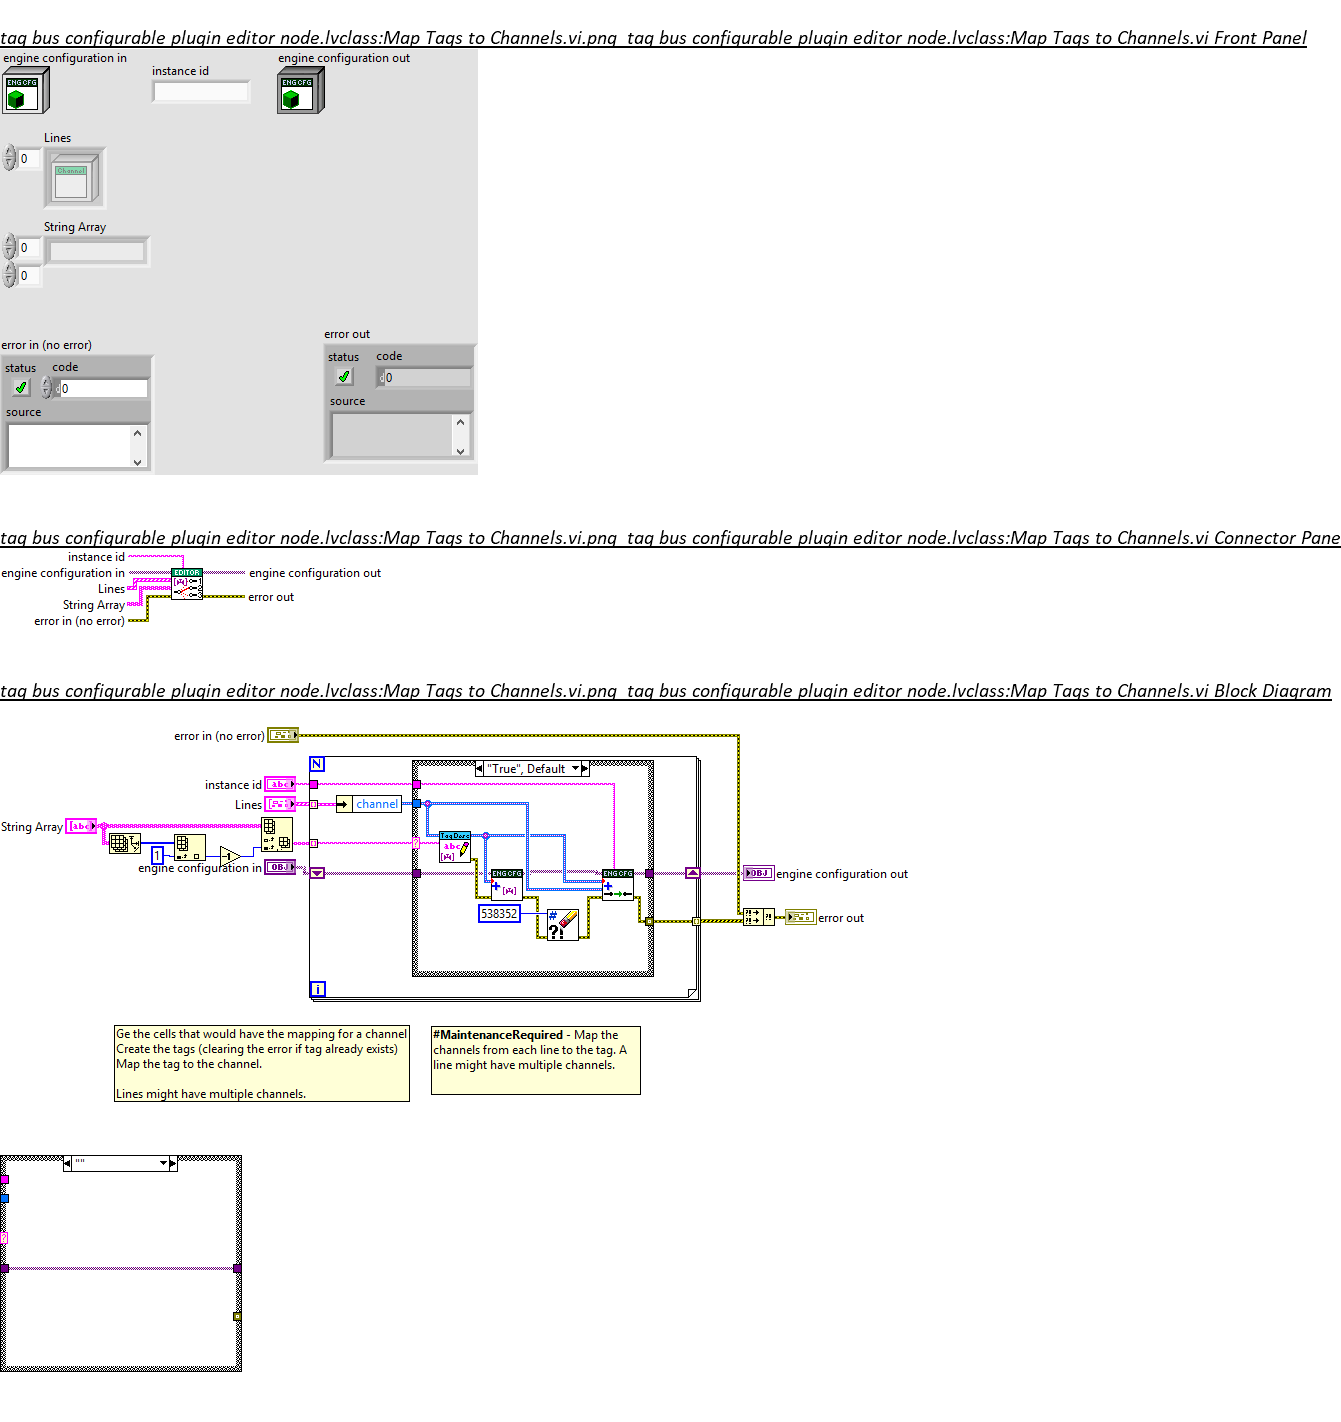 tag bus configurable plugin editor node.lvclass:Map Tags to Channels.vi.png  tag bus configurable plugin editor node.lvclass:Map Tags to Channels.vi Front Panel
engine configuration in
engine configuration out
instance id
ENG CFG
ENG CFG
Lines
0
Channel
String Array
0
0
error out
error in (no error)
status code
0
source
status code
0
source
tag bus configurable plugin editor node.lvclass:Map Tags to Channels.vi.png  tag bus configurable plugin editor node.lvclass:Map Tags to Channels.vi Connector Pane
instance id
engine configuration in
EDITOR
engine configuration out
Lines
String Array
error out
error in (no error)
tag bus configurable plugin editor node.lvclass:Map Tags to Channels.vi.png  tag bus configurable plugin editor node.lvclass:Map Tags to Channels.vi Block Diagram
error in (no error)
N
"True", Default
instance id
abc
Lines
channel
String Array
abc
Tag Desc
abc
1
-1
engine configuration in
OBJ
ENG CFG
ENG CFG
OBJ
engine configuration out
538352
#
?!
error out
i
Ge the cells that would have the mapping for a channel
Create the tags (clearing the error if tag already exists)
Map the tag to the channel.
Lines might have multiple channels.
#MaintenanceRequired - Map the
channels from each line to the tag. A
line might have multiple channels.
""
?